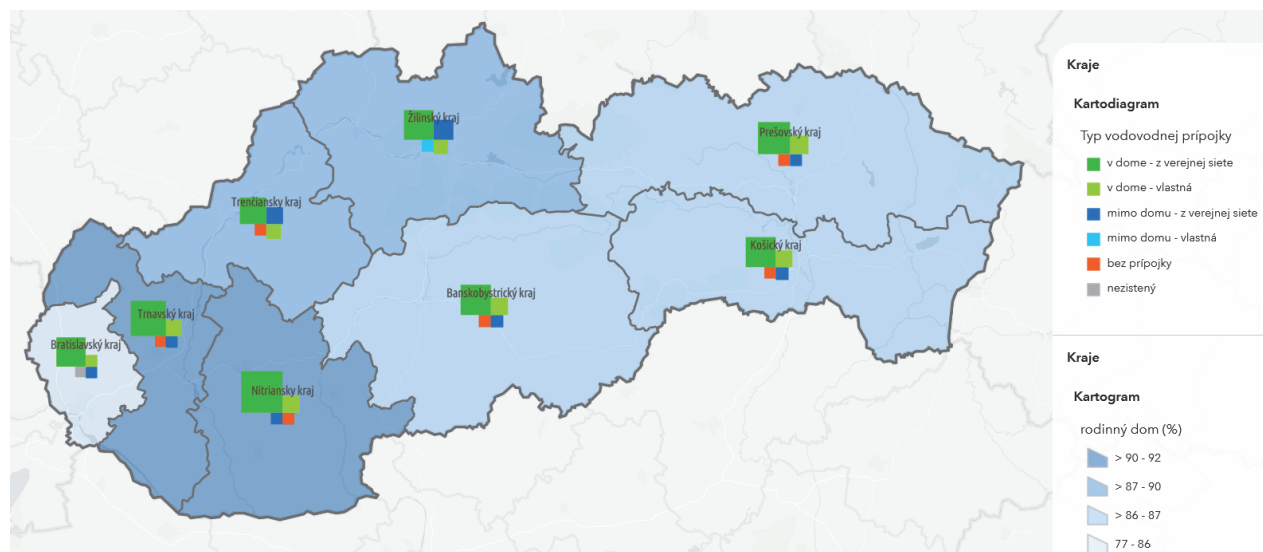 Žilinský kraj
Prešovský kraj
Trenčiansky kraj
Košický kraj
Banskobystrický kraj
Trnavský kraj
Bratislavský kraj
Nitriansky kraj
Kraje
Kartodiagram
Typ vodovodnej prípojky
v dome - z verejnej siete
v dome - vlastná
mimo domu - z verejnej siete
mimo domu - vlastná
bez prípojky
nezistený
Kraje
Kartogram
rodinný dom (%)
> 90 - 92
> 87 - 90
> 86 - 87
77 - 86